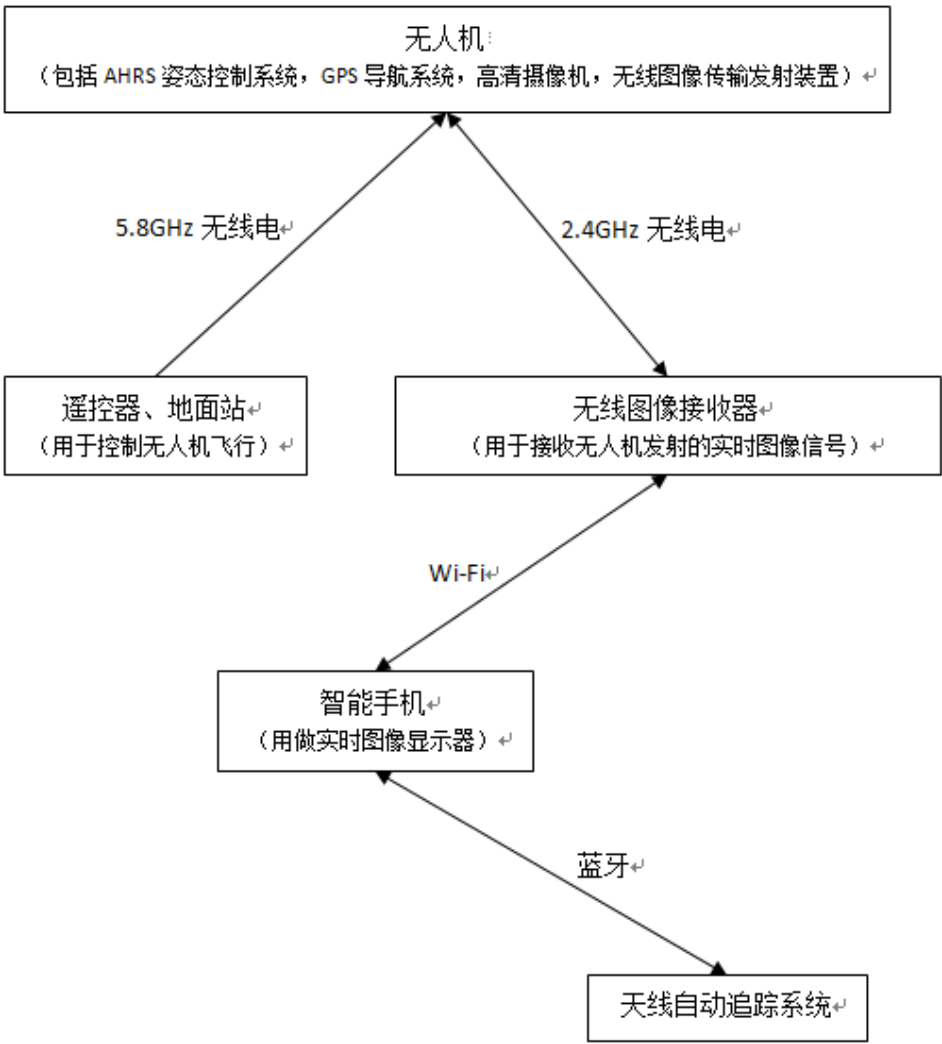 无人机
（包括 AHRS 姿态控制系统，GPS 导航系统，高清摄像机，无线图像传输发射装置）
5.8GHz 无线电
2.4GHz 无线电
遥控器、地面站
（用于控制无人机飞行）
无线图像接收器
（用于接收无人机发射的实时图像信号）
Wi-Fi
智能手机
（用做实时图像显示器）
蓝牙
天线自动追踪系统